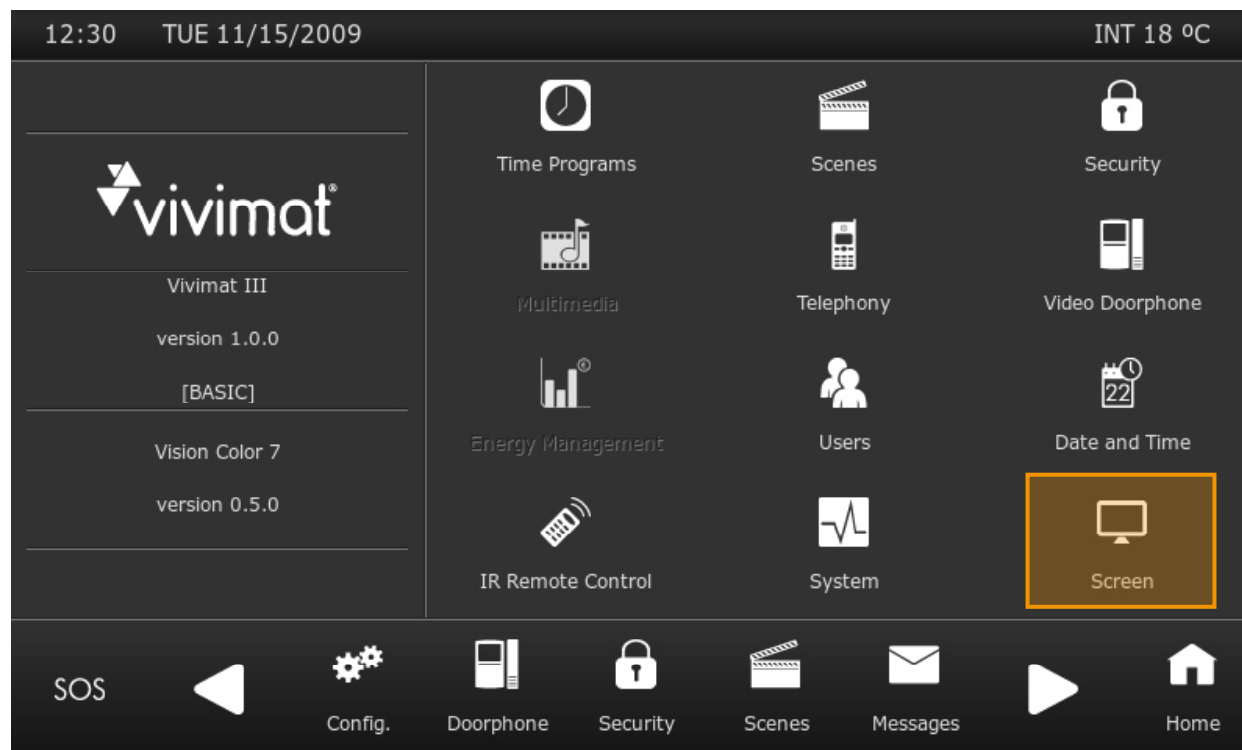 12:30 TUE 11/15/2009 INT 18 ºC
vivimat®
Vivimat III
version 1.0.0
[BASIC]
Vision Color 7
version 0.5.0
Time Programs
Scenes
Security
Multimedia
Telephony
Video Doorphone
Energy Management
Users
22
Date and Time
IR Remote Control
System
Screen
SOS
Config.
Doorphone
Security
Scenes
Messages
Home